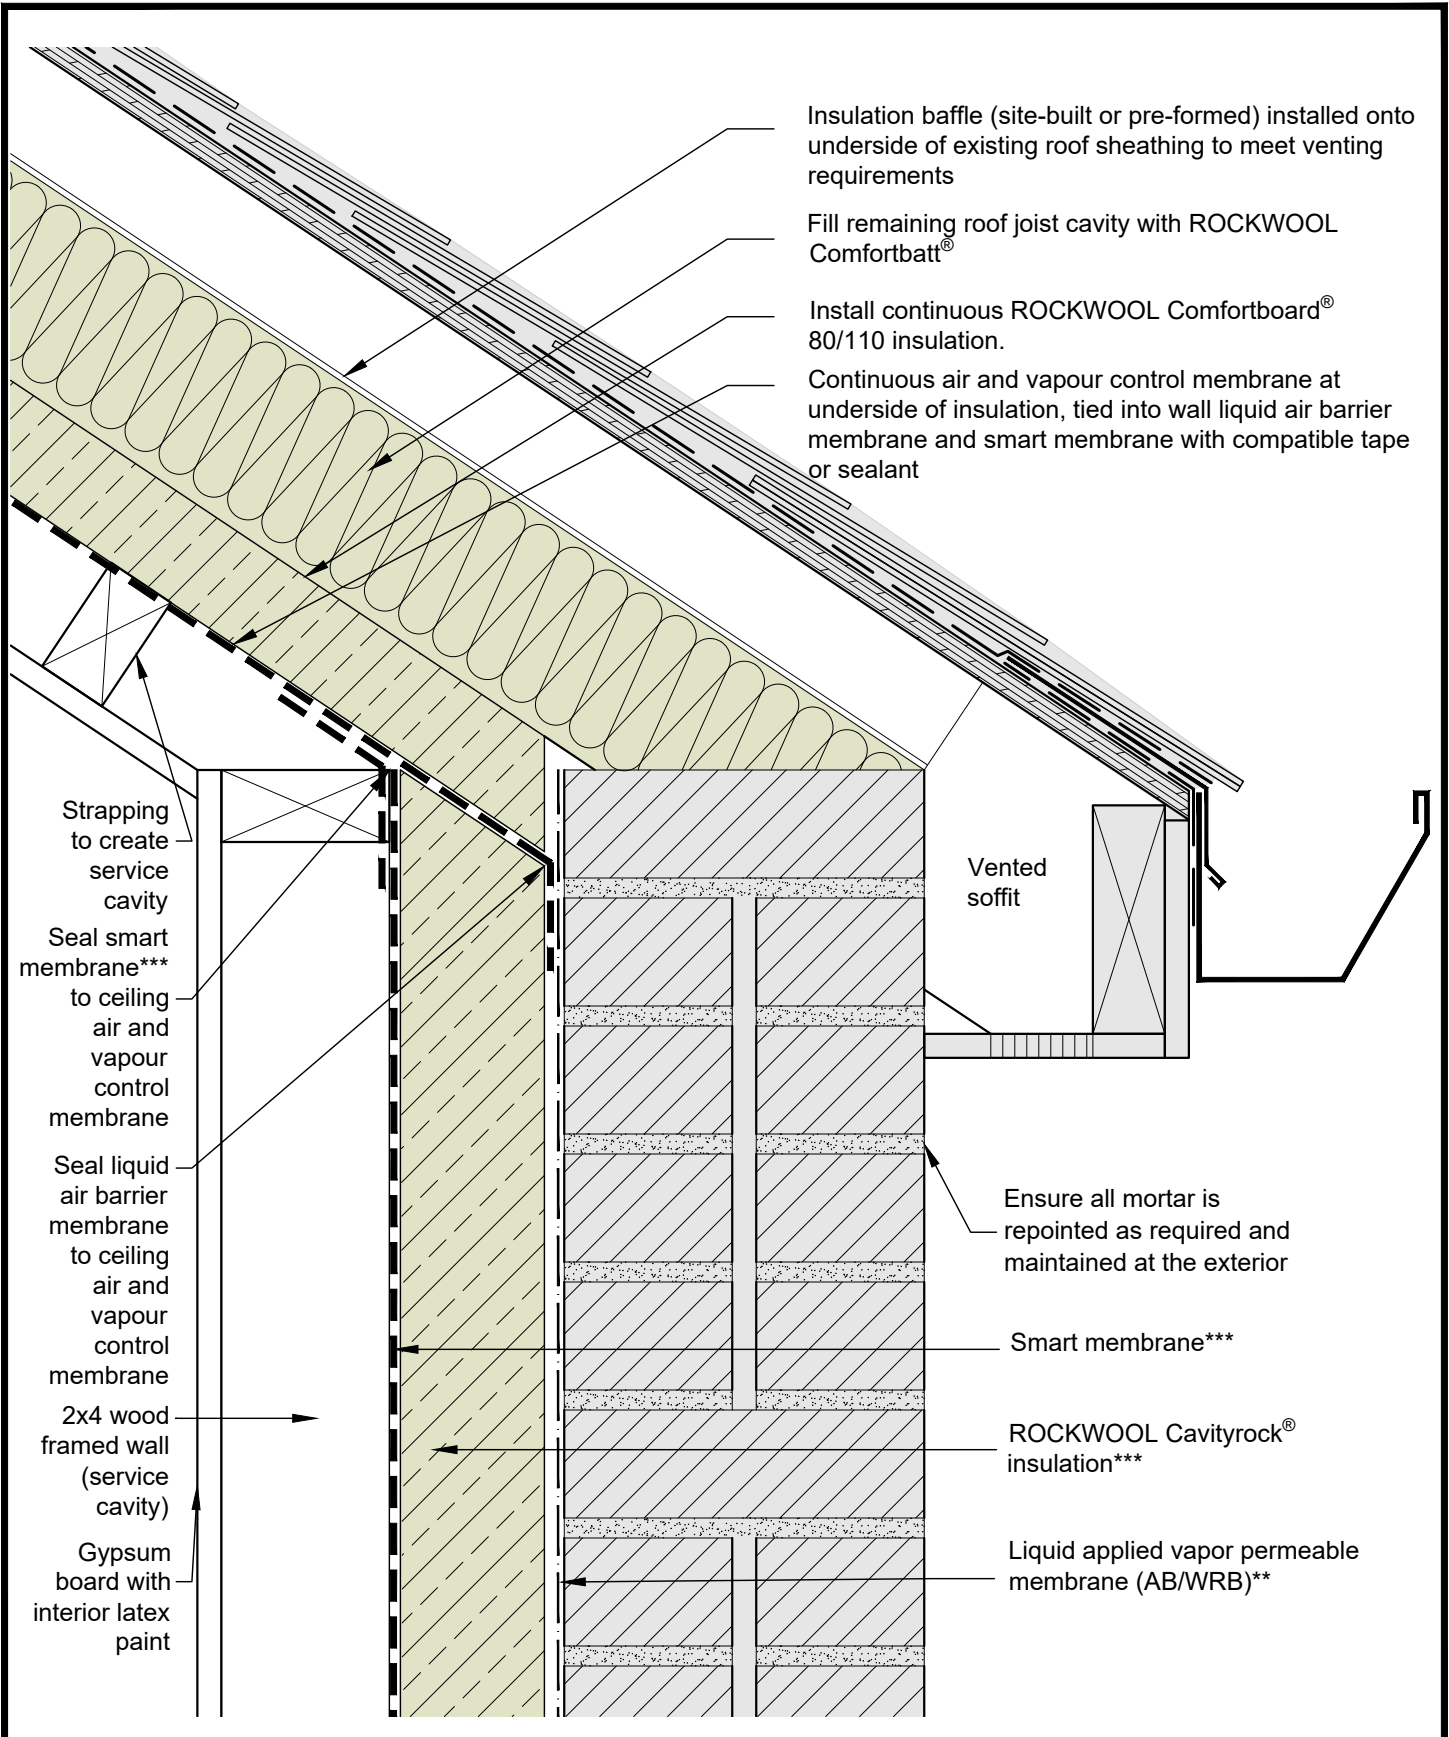 Insulation baffle (site-built or pre-formed) installed onto
underside of existing roof sheathing to meet venting
requirements
Fill remaining roof joist cavity with ROCKWOOL
Comfortbatt®
Install continuous ROCKWOOL Comfortboard®
80/110 insulation.
Continuous air and vapour control membrane at
underside of insulation, tied into wall liquid air barrier
membrane and smart membrane with compatible tape
or sealant
Strapping
to create
service
cavity
Seal smart
membrane***
to ceiling
air and
vapour
control
membrane
Seal liquid
air barrier
membrane
to ceiling
air and
vapour
control
membrane
2x4 wood
framed wall
(service
cavity)
Gypsum
board with
interior latex
paint
Vented
soffit
Ensure all mortar is
repointed as required and
maintained at the exterior
Smart membrane***
ROCKWOOL Cavityrock®
insulation***
Liquid applied vapor permeable
membrane (AB/WRB)**